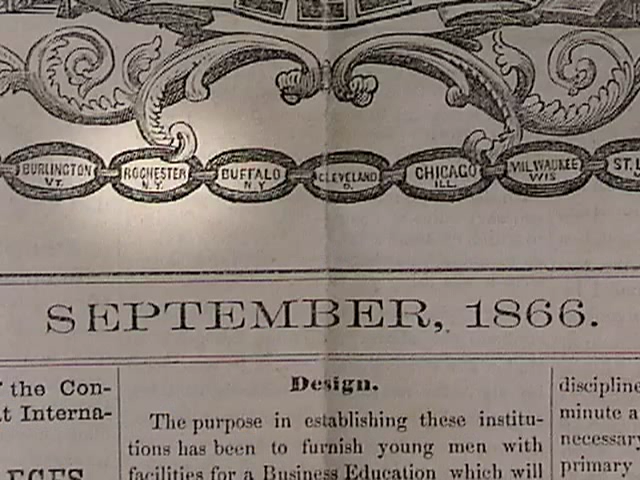 BURLINGTON VT. ROCHESTER N.Y. BUFFALO N.Y CLEVELAND O. CHICAGO ILL. MILWAUKEE WIS ST. L
SEPTEMBER, 1866.
the Con-
t Interna-
EGES
Design.
The purpose in establishing these institu-
tions has been to furnish young men with
facilities for a Business Education which will
discipline
minute a
necessary
primary